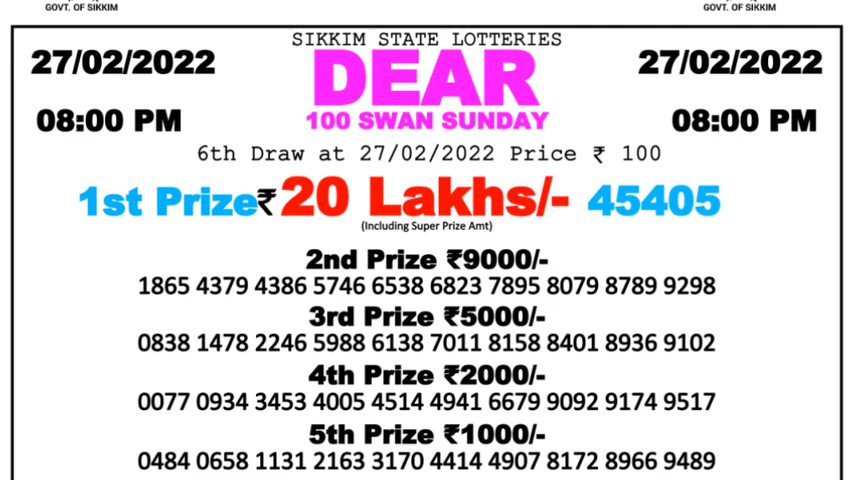 GOVT. OF SIKKIM GOVT. OF SIKKIM
SIKKIM STATE LOTTERIES
27/02/2022 DEAR 27/02/2022
08:00 PM 100 SWAN SUNDAY 08:00 PM
6th Draw at 27/02/2022 Price ₹ 100
1st Prize₹20 Lakhs/- 45405
(Including Super Prize Amt)
2nd Prize ₹9000/-
1865 4379 4386 5746 6538 6823 7895 8079 8789 9298
3rd Prize ₹5000/-
0838 1478 2246 5988 6138 7011 8158 8401 8936 9102
4th Prize ₹2000/-
0077 0934 3453 4005 4514 4941 6679 9092 9174 9517
5th Prize ₹1000/-
0484 0658 1131 2163 3170 4414 4907 8172 8966 9489